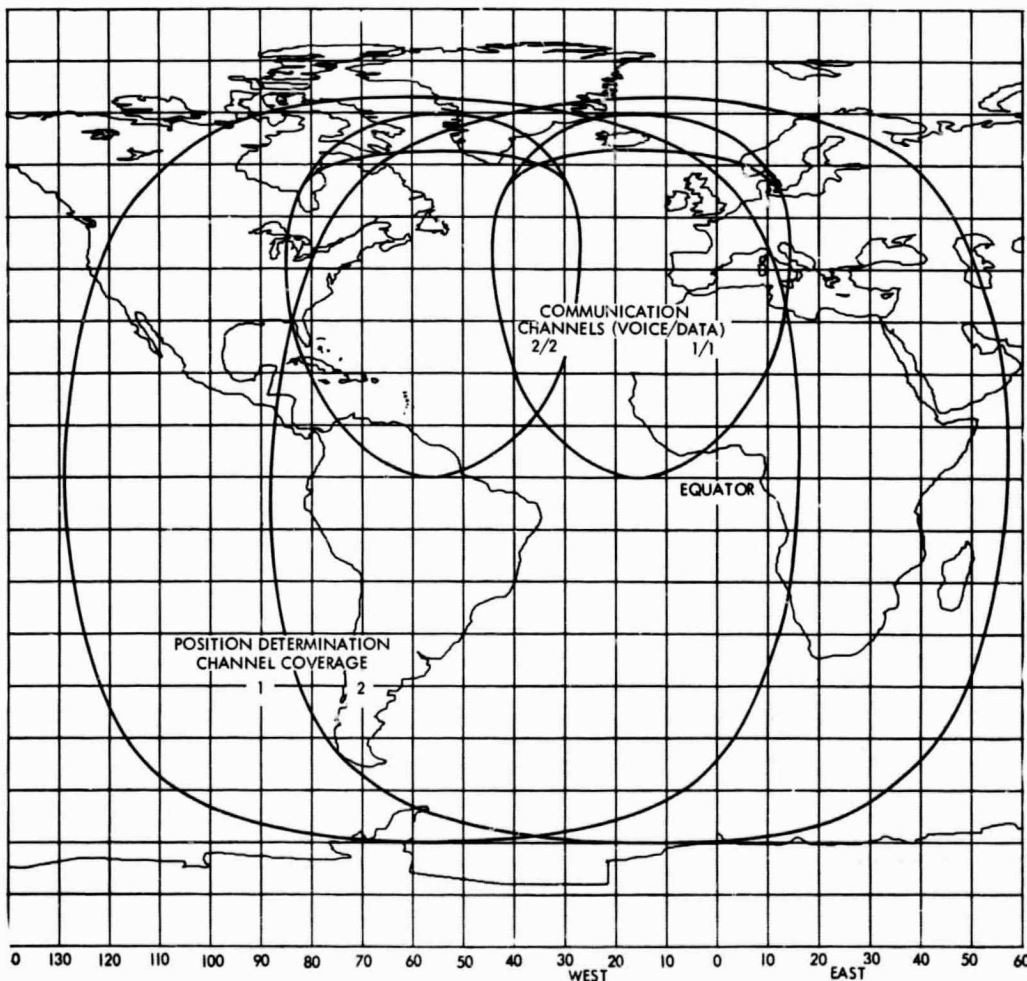 COMMUNICATION
CHANNELS (VOICE/DATA)
2/2 1/1
EQUATOR
POSITION DETERMINATION
CHANNEL COVERAGE
1 2
0 130 120 110 100 90 80 70 60 50 40 30 20 10 0 10 20 30 40 50 60
WEST EAST